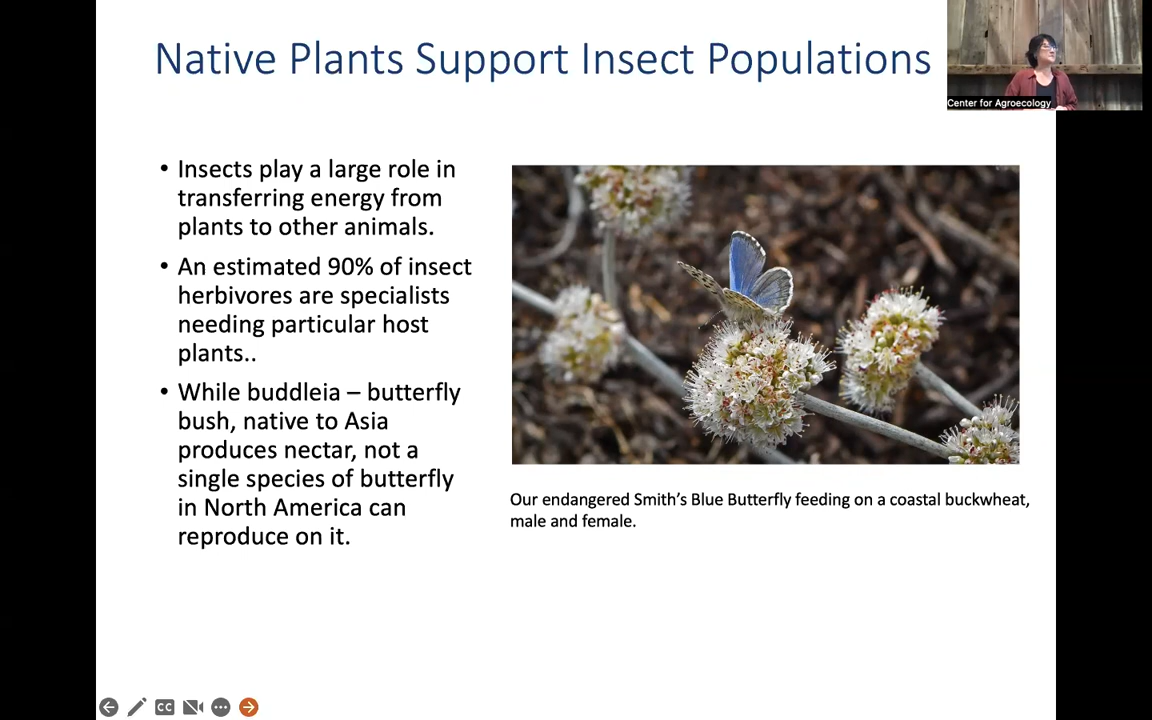 Native Plants Support Insect Populations
Center for Agroecology
• Insects play a large role in
transferring energy from
plants to other animals.
• An estimated 90% of insect
herbivores are specialists
needing particular host
plants..
• While buddleia – butterfly
bush, native to Asia
produces nectar, not a
single species of butterfly
in North America can
reproduce on it.
Our endangered Smith's Blue Butterfly feeding on a coastal buckwheat,
male and female.
CC